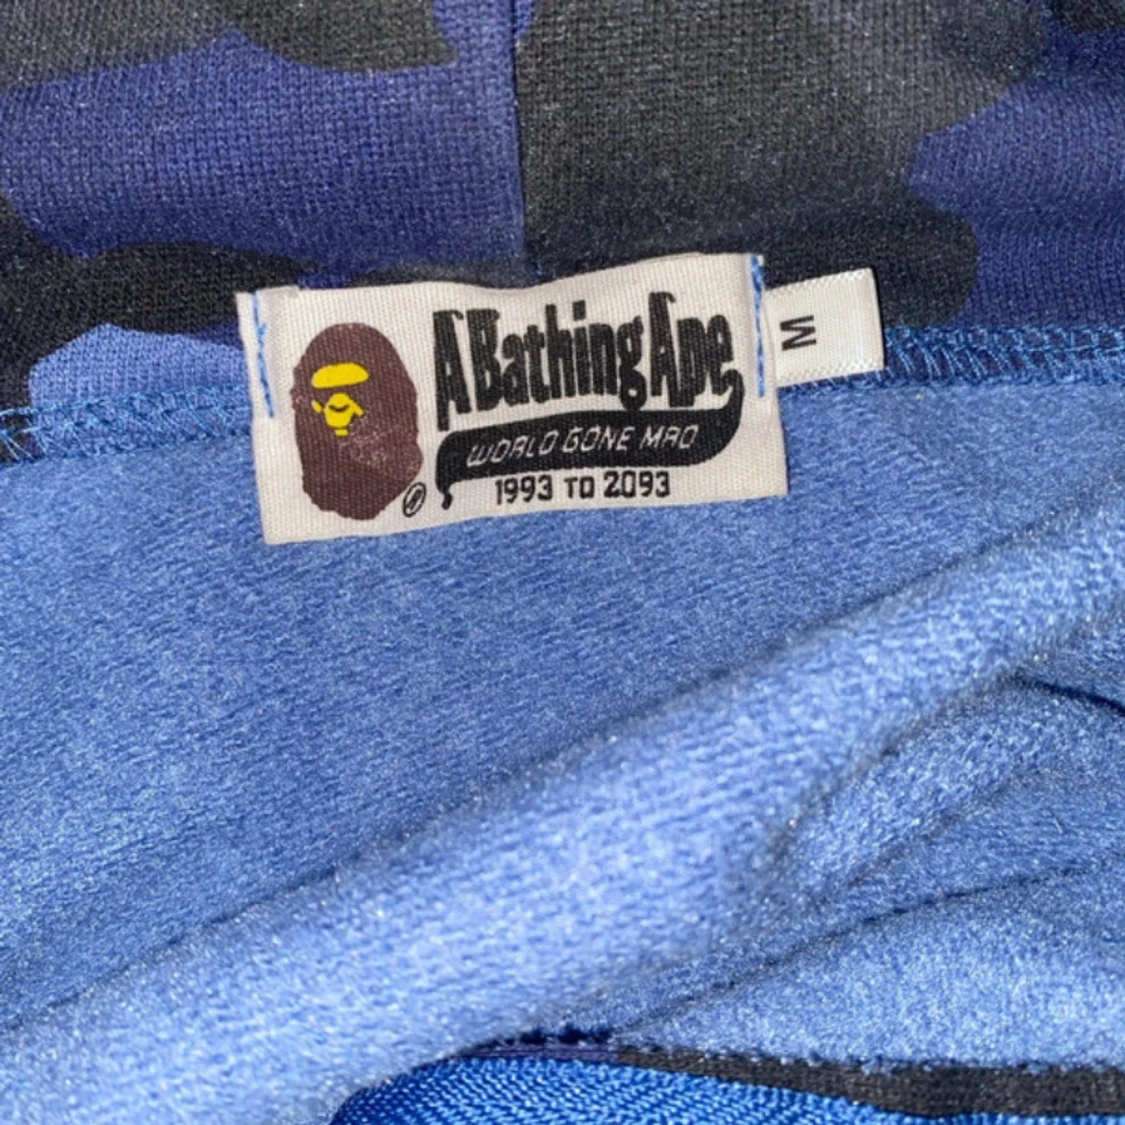 A Bathing Ape
WORLD GONE MAD
1993 TO 2093
M